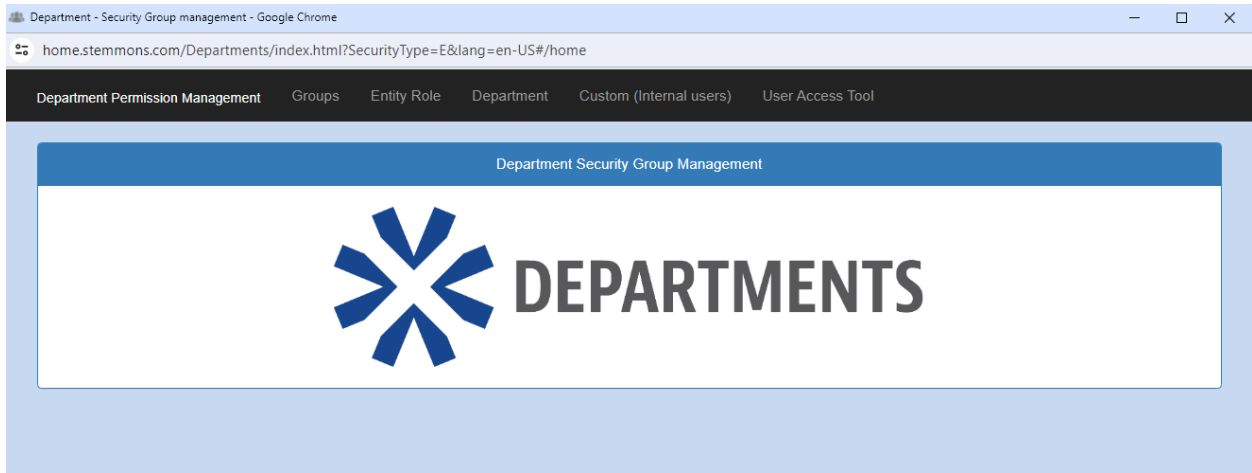 Department - Security Group management - Google Chrome
home.stemmons.com/Departments/index.html?SecurityType=E&lang=en-US#/home
Department Permission Management Groups Entity Role Department Custom (Internal users) User Access Tool
Department Security Group Management
DEPARTMENTS